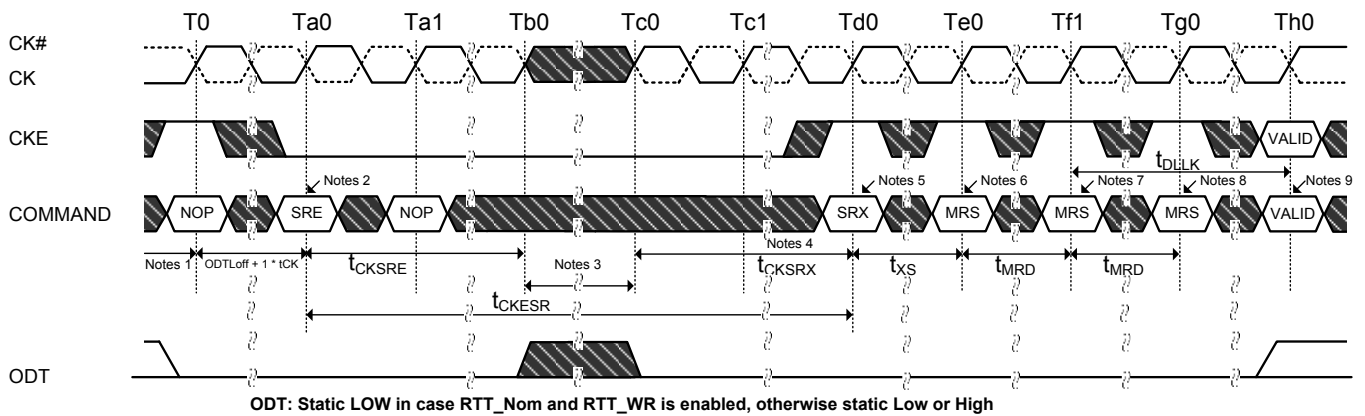 T0 Ta0 Ta1 Tb0 Tc0 Tc1 Td0 Te0 Tf1 Tg0 Th0
CK#
CK
CKE
VALID
tDLLK
Notes 2
Notes 5
Notes 6
Notes 7
Notes 8
Notes 9
COMMAND
NOP SRE NOP SRX MRS MRS MRS VALID
Notes 1
ODTLoff + 1 * tCK
tCKSRE
Notes 3
Notes 4
tCKSRX
tXS
tMRD
tMRD
tCKESR
ODT
ODT: Static LOW in case RTT_Nom and RTT_WR is enabled, otherwise static Low or High